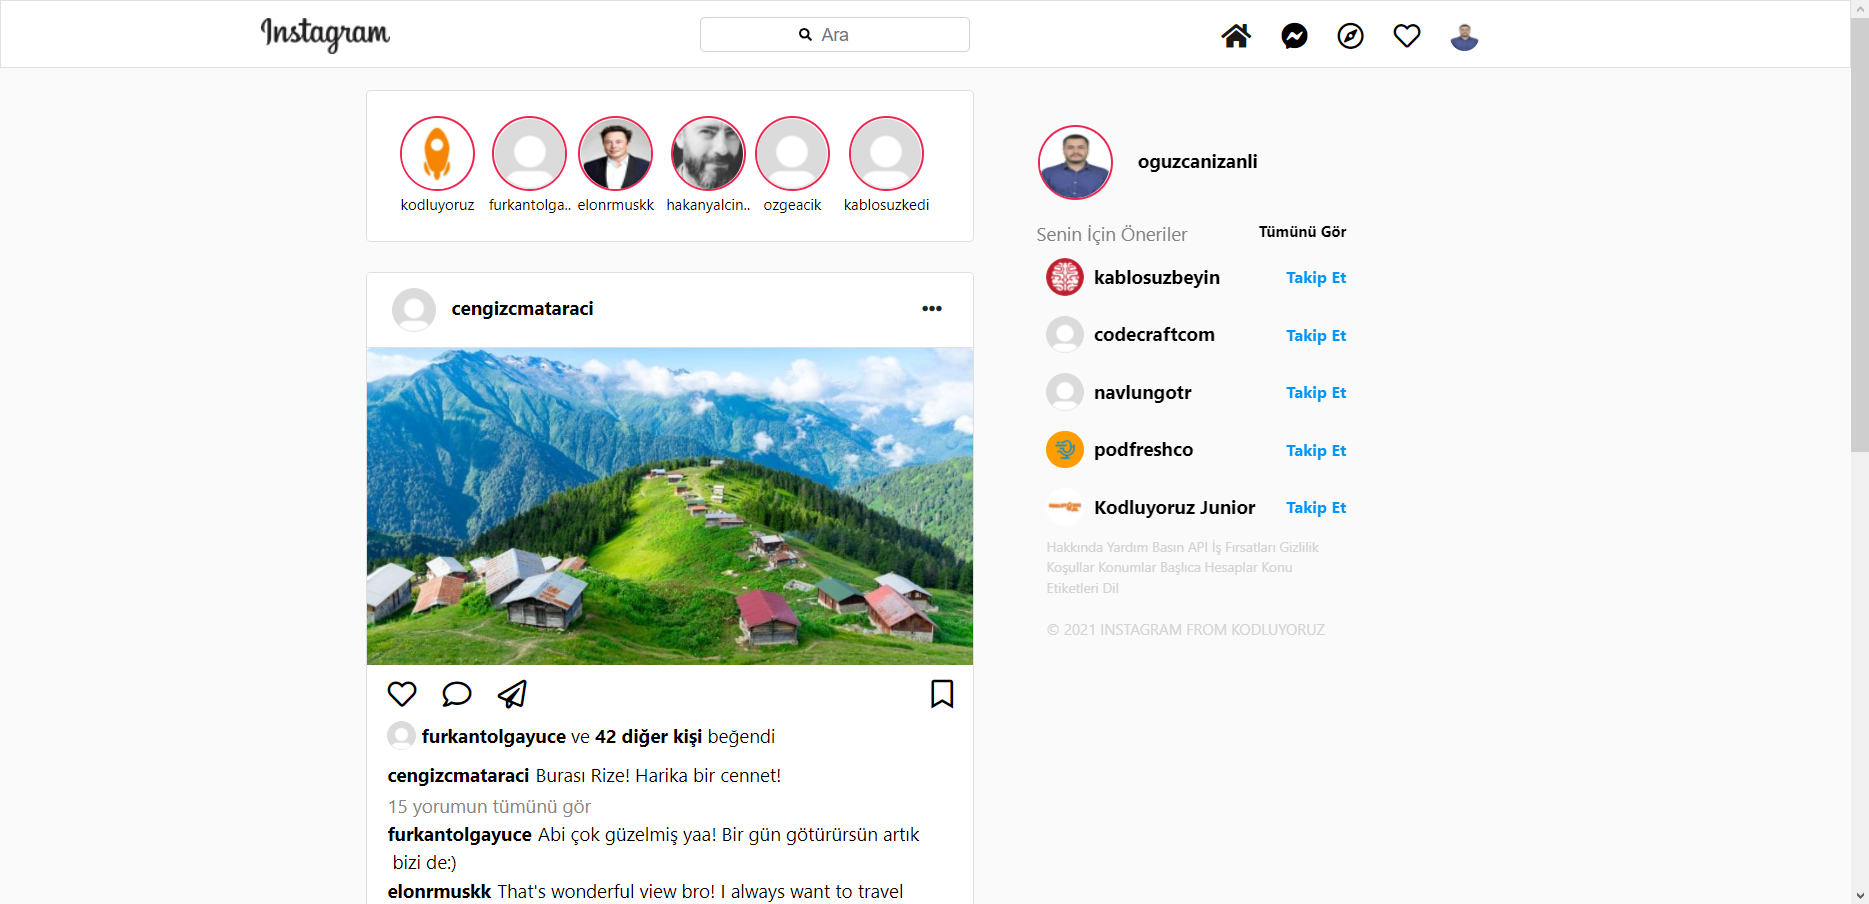 Instagram
Ara
kodluyoruz furkantolga.. elonrmuskk hakanyalcin.. ozgeacik kablosuzkedi
oguzcanizanli
Senin İçin Öneriler Tümünü Gör
kablosuzbeyin Takip Et
codecraftcom Takip Et
navlungotr Takip Et
podfreshco Takip Et
Kodluyoruz Junior Takip Et
Hakkında Yardım Basın API İş Fırsatları Gizlilik
Koşullar Konumlar Başlıca Hesaplar Konu
Etiketleri Dil
© 2021 INSTAGRAM FROM KODLUYORUZ
cengizcmataraci
furkantolgayuce ve 42 diğer kişi beğendi
cengizcmataraci Burası Rize! Harika bir cennet!
15 yorumun tümünü gör
furkantolgayuce Abi çok güzelmiş yaa! Bir gün götürürsün artık
bizi de:)
elonrmuskk That's wonderful view bro! I always want to travel